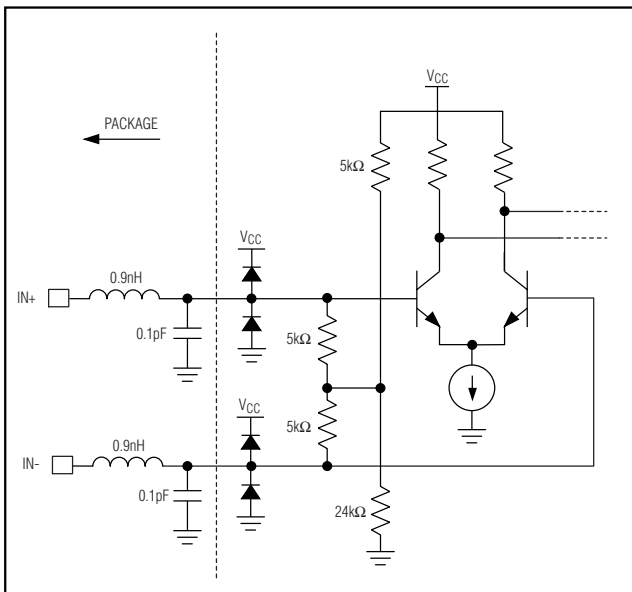 VCC
PACKAGE
5kΩ
0.9nH
VCC
IN+
0.1pF
5kΩ
VCC
5kΩ
0.9nH
IN-
0.1pF
24kΩ